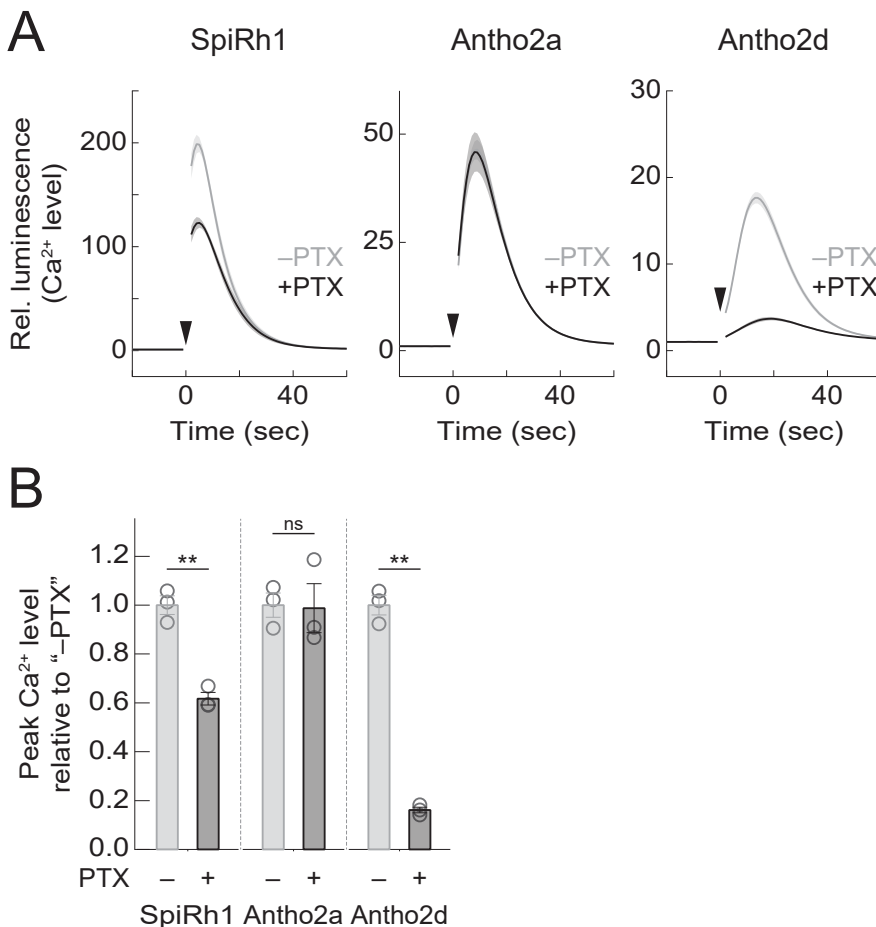 A
SpiRh1
Antho2a
Antho2d
Rel. luminescence
(Ca²⁺ level)
200
100
0
–PTX
+PTX
0
40
Time (sec)
50
25
0
–PTX
+PTX
0
40
Time (sec)
30
20
10
0
–PTX
+PTX
0
40
Time (sec)
B
Peak Ca²⁺ level
relative to “–PTX”
1.2
1.0
0.8
0.6
0.4
0.2
0.0
**
ns
**
PTX – + – + – +
SpiRh1 Antho2a Antho2d